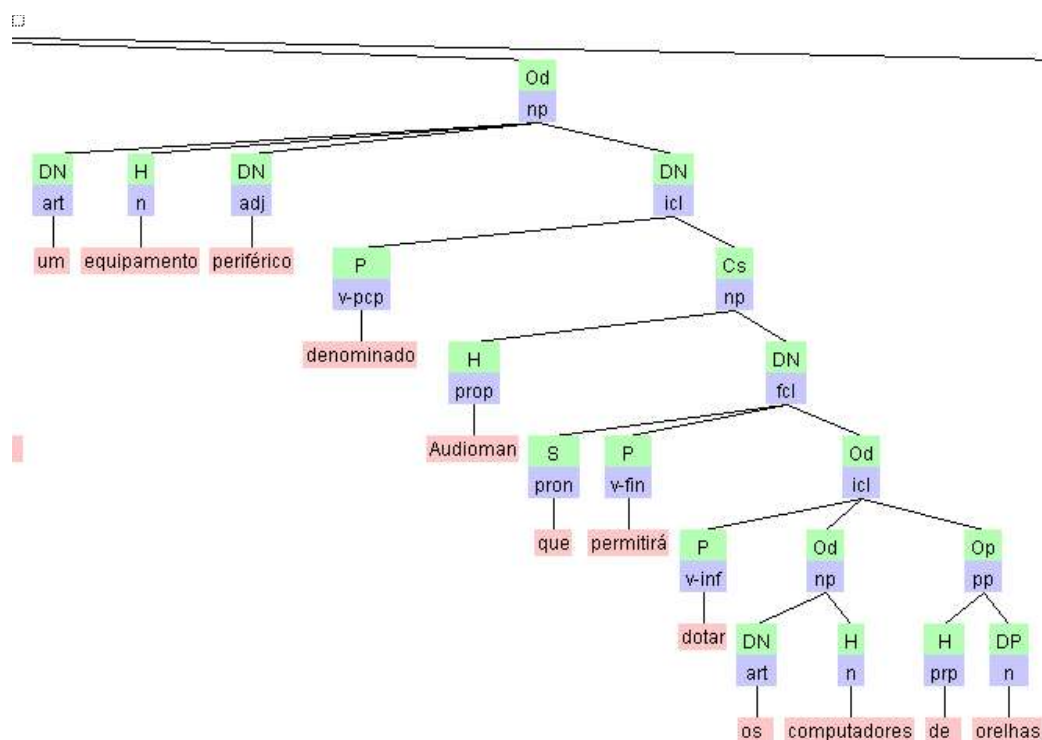 Od
np
DN H DN DN
art n adj icl
um equipamento periférico
P Cs
v-pcp np
denominado
H DN
prop fcl
Audioman
S P Od
pron v-fin icl
que permitirá
P Od Op
v-inf np pp
dotar
DN H H DP
art n prp n
os computadores de orelhas